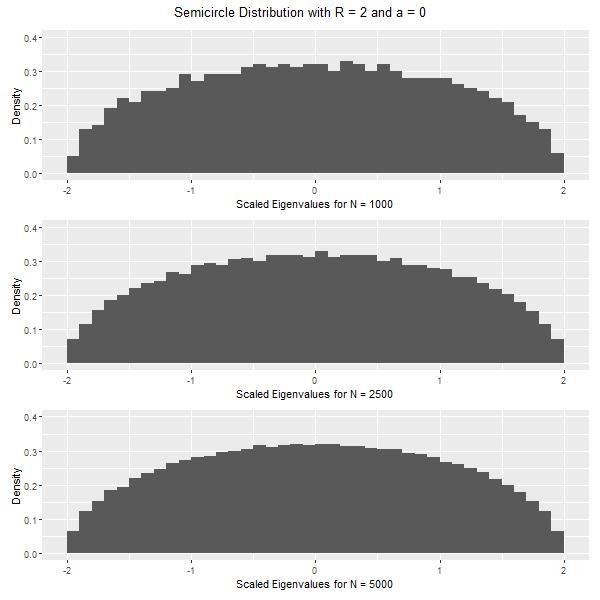 Semicircle Distribution with R = 2 and a = 0
0.4
0.3
0.2
0.1
0.0
Density
-2 -1 0 1 2
Scaled Eigenvalues for N = 1000
0.4
0.3
0.2
0.1
0.0
Density
-2 -1 0 1 2
Scaled Eigenvalues for N = 2500
0.4
0.3
0.2
0.1
0.0
Density
-2 -1 0 1 2
Scaled Eigenvalues for N = 5000